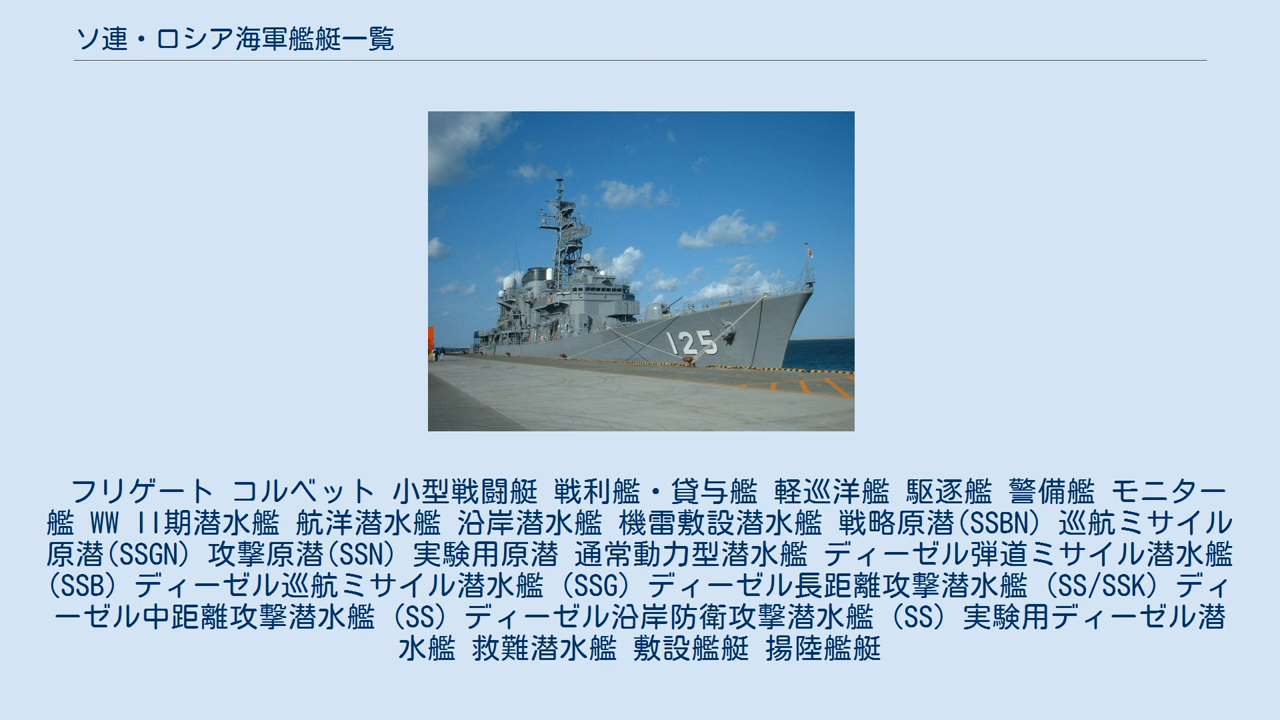 ソ連・ロシア海軍艦艇一覧
125
フリゲート コルベット 小型戦闘艇 戦利艦・貸与艦 軽巡洋艦 駆逐艦 警備艦 モニター
艦 WW II期潜水艦 航洋潜水艦 沿岸潜水艦 機雷敷設潜水艦 戦略原潜(SSBN) 巡航ミサイル
原潜(SSGN) 攻撃原潜(SSN) 実験用原潜 通常動力型潜水艦 ディーゼル弾道ミサイル潜水艦
(SSB) ディーゼル巡航ミサイル潜水艦 (SSG) ディーゼル長距離攻撃潜水艦 (SS/SSK) ディ
ーゼル中距離攻撃潜水艦 (SS) ディーゼル沿岸防衛攻撃潜水艦 (SS) 実験用ディーゼル潜
水艦 救難潜水艦 敷設艦艇 揚陸艦艇